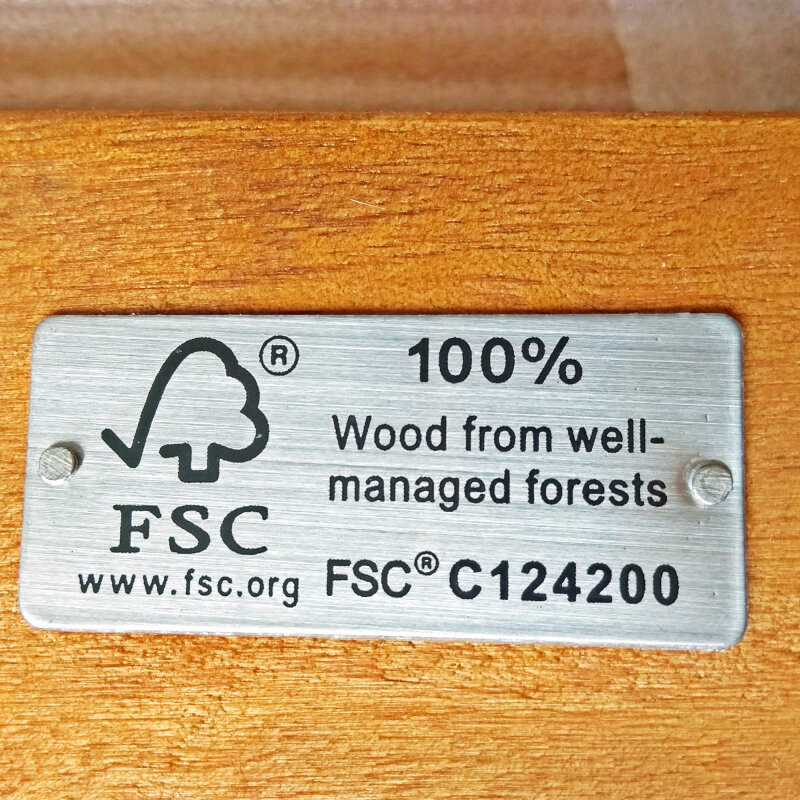 ®
FSC
www.fsc.org
100%
Wood from well-
managed forests
FSC® C124200